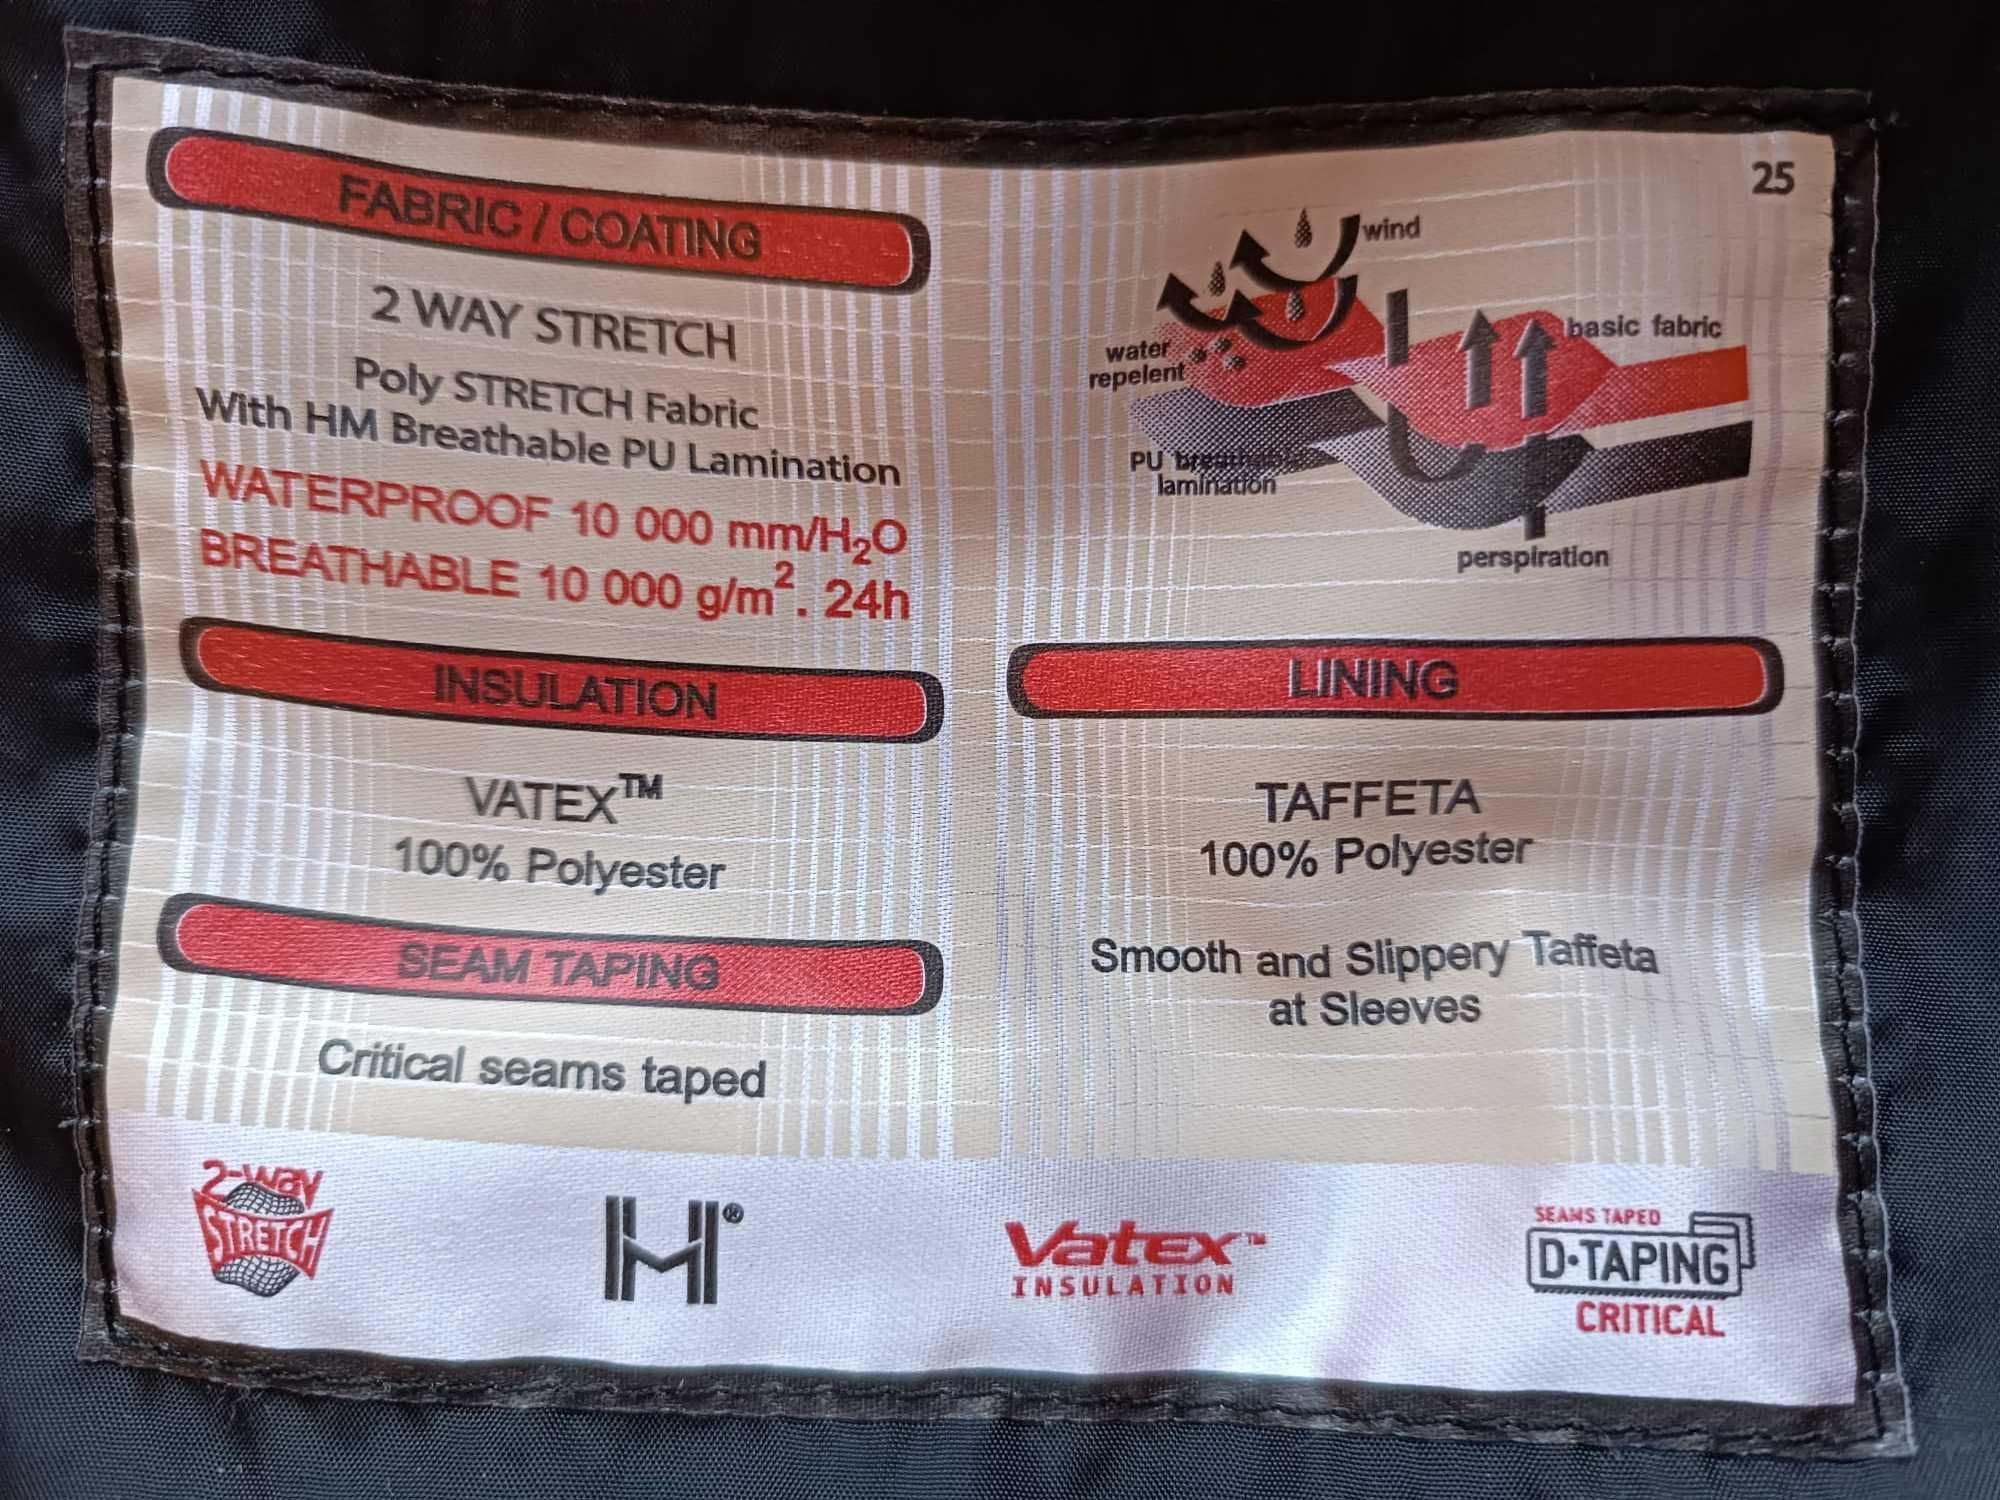 FABRIC / COATING
2 WAY STRETCH
Poly STRETCH Fabric
With HM Breathable PU Lamination
WATERPROOF 10 000 mm/H₂O
BREATHABLE 10 000 g/m². 24h
INSULATION
VATEX™
100% Polyester
SEAM TAPING
Critical seams taped
25
wind
basic fabric
water
repelent
PU breathable
lamination
perspiration
LINING
TAFFETA
100% Polyester
Smooth and Slippery Taffeta
at Sleeves
2-way
STRETCH
HM®
Vatex™
INSULATION
SEAMS TAPED
D•TAPING
CRITICAL